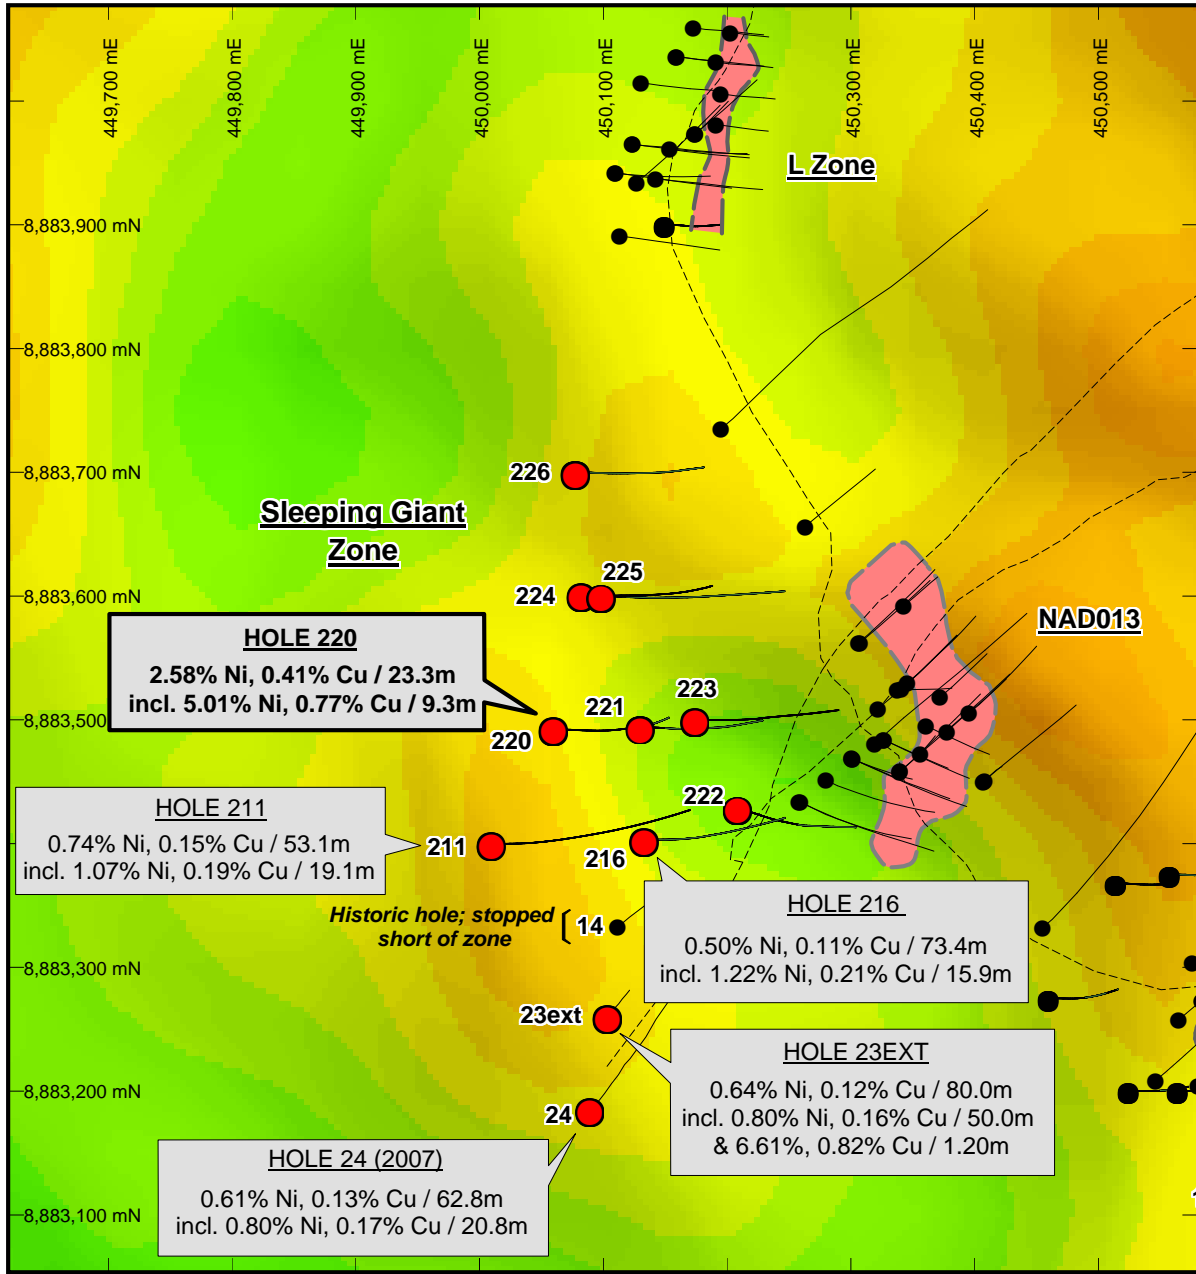 449,700 mE
449,800 mE
449,900 mE
450,000 mE
450,100 mE
450,300 mE
450,400 mE
450,500 mE
L Zone
8,883,900 mN
8,883,800 mN
8,883,700 mN
226
Sleeping Giant
Zone
225
8,883,600 mN
224
NAD013
HOLE 220
2.58% Ni, 0.41% Cu / 23.3m
incl. 5.01% Ni, 0.77% Cu / 9.3m
223
221
8,883,500 mN
220
222
HOLE 211
0.74% Ni, 0.15% Cu / 53.1m
incl. 1.07% Ni, 0.19% Cu / 19.1m
211
216
HOLE 216
0.50% Ni, 0.11% Cu / 73.4m
incl. 1.22% Ni, 0.21% Cu / 15.9m
Historic hole; stopped
short of zone
14
8,883,300 mN
23ext
HOLE 23EXT
0.64% Ni, 0.12% Cu / 80.0m
incl. 0.80% Ni, 0.16% Cu / 50.0m
& 6.61%, 0.82% Cu / 1.20m
8,883,200 mN
24
HOLE 24 (2007)
0.61% Ni, 0.13% Cu / 62.8m
incl. 0.80% Ni, 0.17% Cu / 20.8m
8,883,100 mN